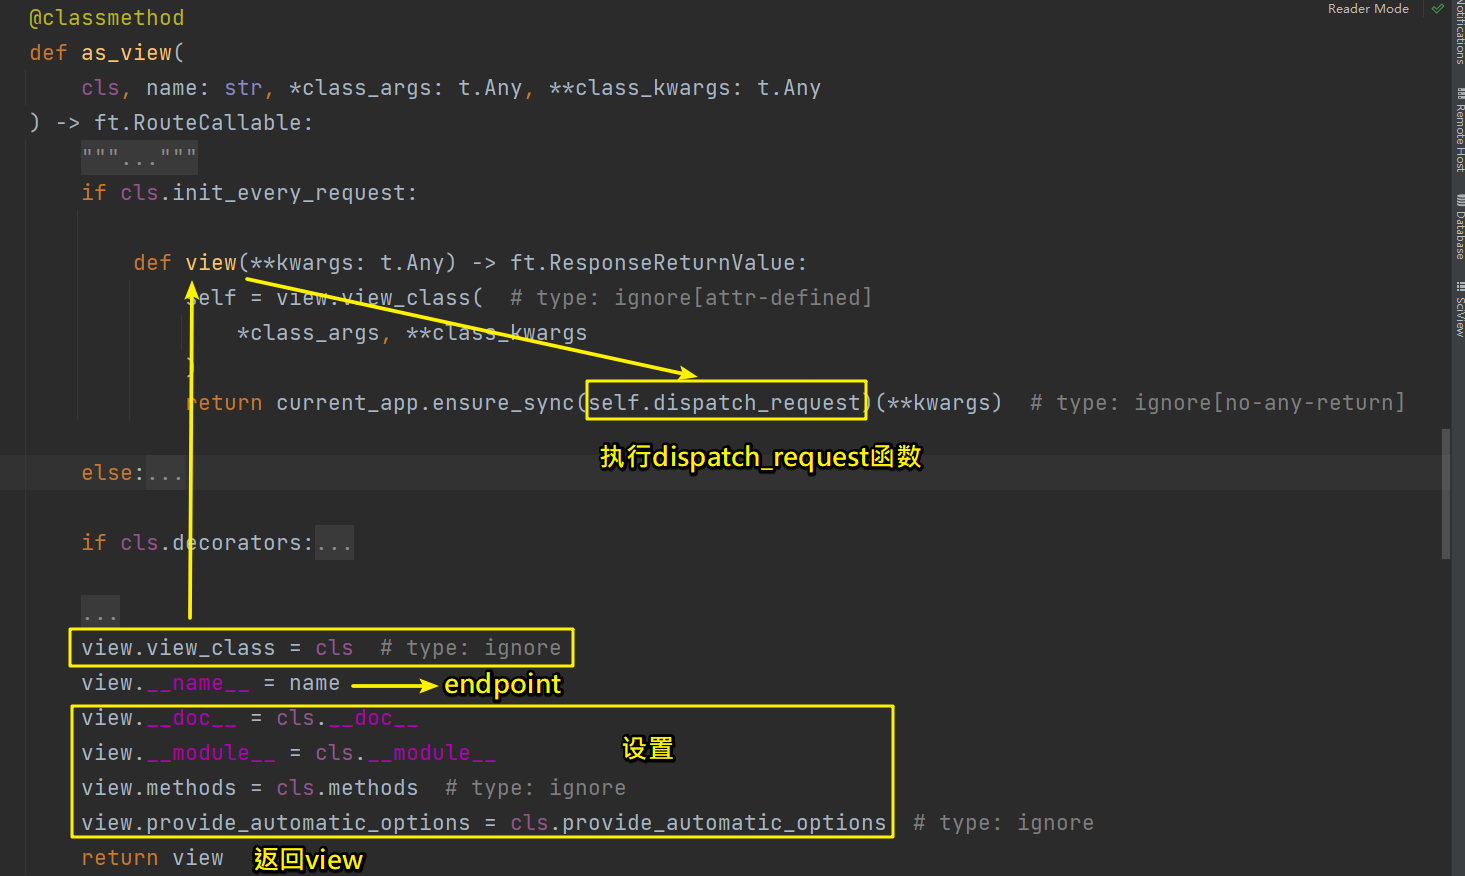 @classmethod
Reader Mode
def as_view(
cls, name: str, *class_args: t.Any, **class_kwargs: t.Any
) -> ft.RouteCallable:
"""..."""
if cls.init_every_request:
def view(**kwargs: t.Any) -> ft.ResponseReturnValue:
self = view.view_class( # type: ignore[attr-defined]
*class_args, **class_kwargs
)
return current_app.ensure_sync(self.dispatch_request)(**kwargs) # type: ignore[no-any-return]
执行dispatch_request函数
else:...
if cls.decorators:...
...
view.view_class = cls # type: ignore
view.__name__ = name
endpoint
view.__doc__ = cls.__doc__
设置
view.__module__ = cls.__module__
view.methods = cls.methods # type: ignore
view.provide_automatic_options = cls.provide_automatic_options # type: ignore
return view
返回view
Notifications
Remote Host
Database
SciView